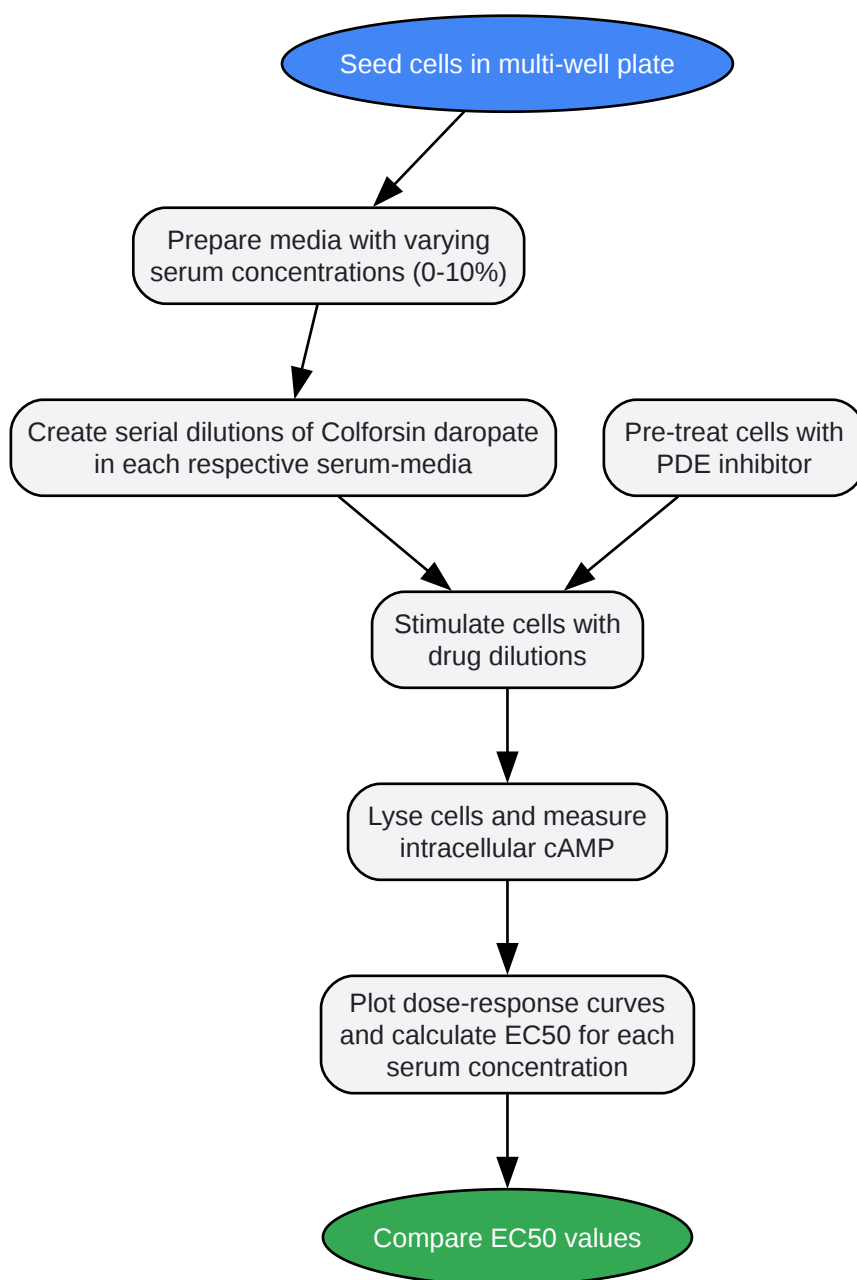 Seed cells in multi-well plate
Prepare media with varying
serum concentrations (0-10%)
Create serial dilutions of Colforsin daropate
in each respective serum-media
Pre-treat cells with
PDE inhibitor
Stimulate cells with
drug dilutions
Lyse cells and measure
intracellular cAMP
Plot dose-response curves
and calculate EC50 for each
serum concentration
Compare EC50 values